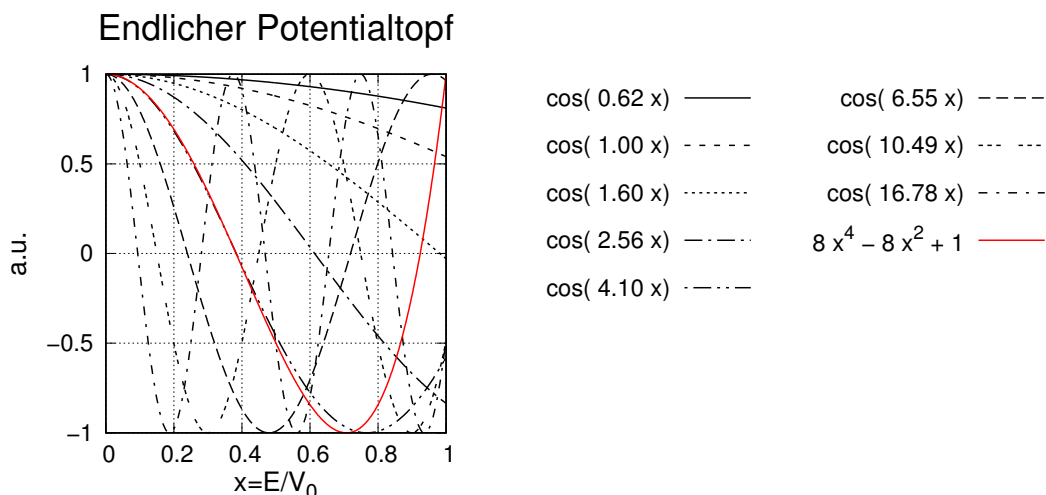 Endlicher Potentialtopf
a.u.
1
0.5
0
−0.5
−1
0 0.2 0.4 0.6 0.8 1
x=E/V₀
cos( 0.62 x)
cos( 1.00 x)
cos( 1.60 x)
cos( 2.56 x)
cos( 4.10 x)
cos( 6.55 x)
cos( 10.49 x)
cos( 16.78 x)
8 x⁴ − 8 x² + 1